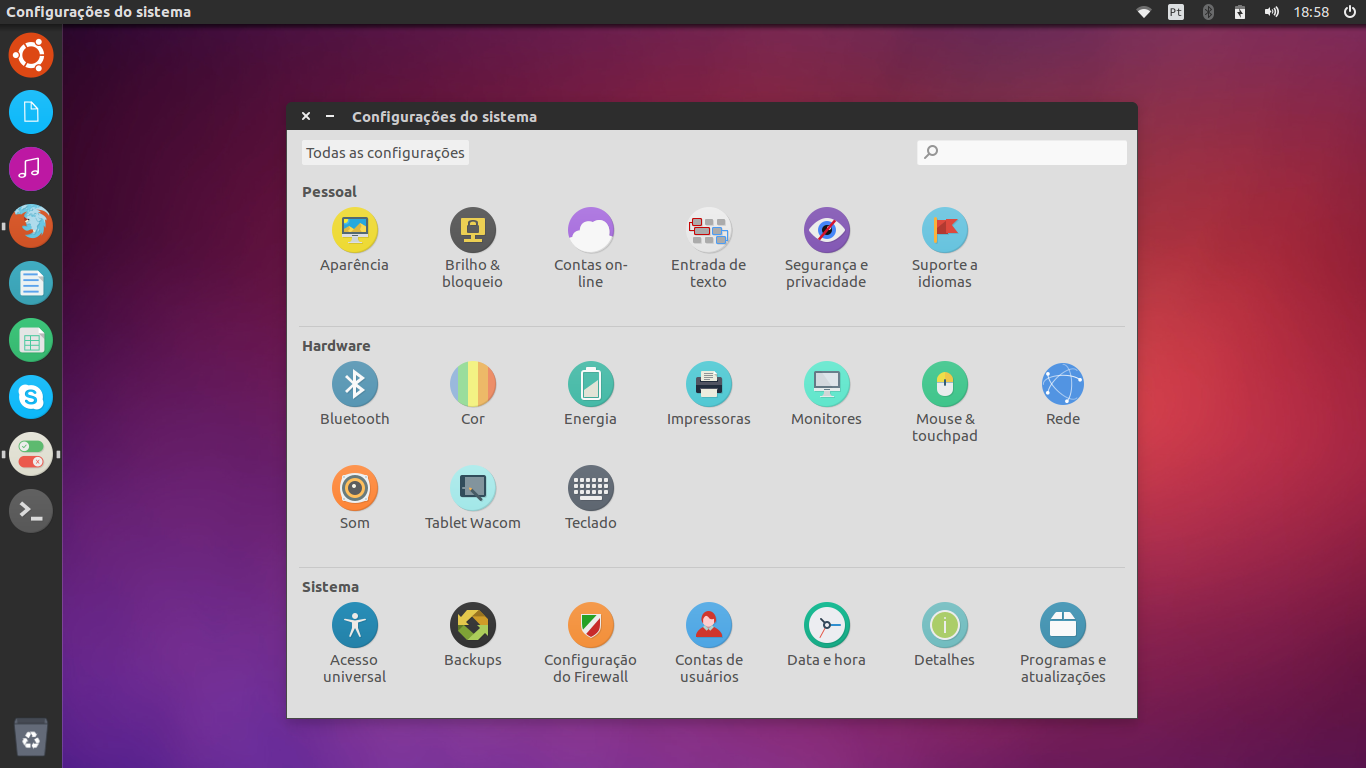 Configurações do sistema
Pt
18:58
Configurações do sistema
Todas as configurações
Pessoal
Aparência
Brilho &
bloqueio
Contas on-
line
Entrada de
texto
Segurança e
privacidade
Suporte a
idiomas
Hardware
Bluetooth
Cor
Energia
Impressoras
Monitores
Mouse &
touchpad
Rede
Som
Tablet Wacom
Teclado
Sistema
Acesso
universal
Backups
Configuração
do Firewall
Contas de
usuários
Data e hora
Detalhes
Programas e
atualizações